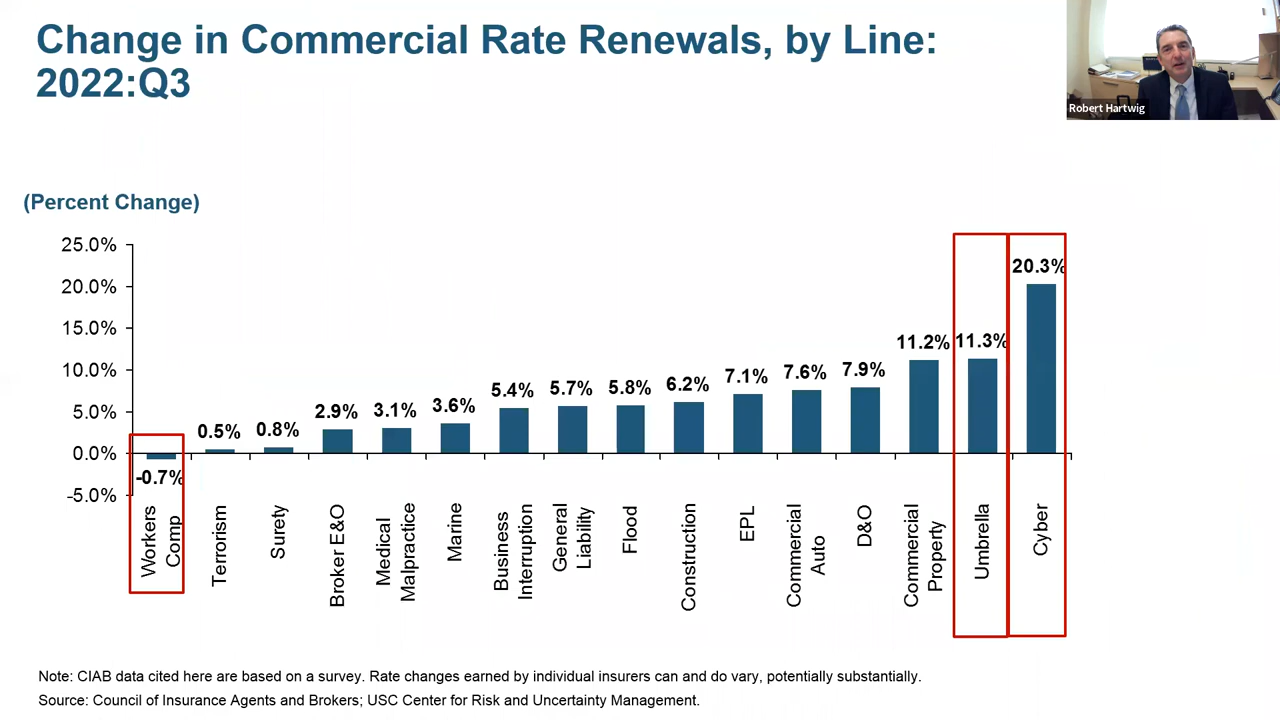 Change in Commercial Rate Renewals, by Line:
2022:Q3
Robert Hartwig
(Percent Change)
25.0%
20.0%
15.0%
10.0%
5.0%
0.0%
-5.0%
-0.7%
0.5%
0.8%
2.9%
3.1%
3.6%
5.4%
5.7%
5.8%
6.2%
7.1%
7.6%
7.9%
11.2%
11.3%
20.3%
Workers
Comp
Terrorism
Surety
Broker E&O
Medical
Malpractice
Marine
Business
Interruption
General
Liability
Flood
Construction
EPL
Commercial
Auto
D&O
Commercial
Property
Umbrella
Cyber
Note: CIAB data cited here are based on a survey. Rate changes earned by individual insurers can and do vary, potentially substantially.
Source: Council of Insurance Agents and Brokers; USC Center for Risk and Uncertainty Management.